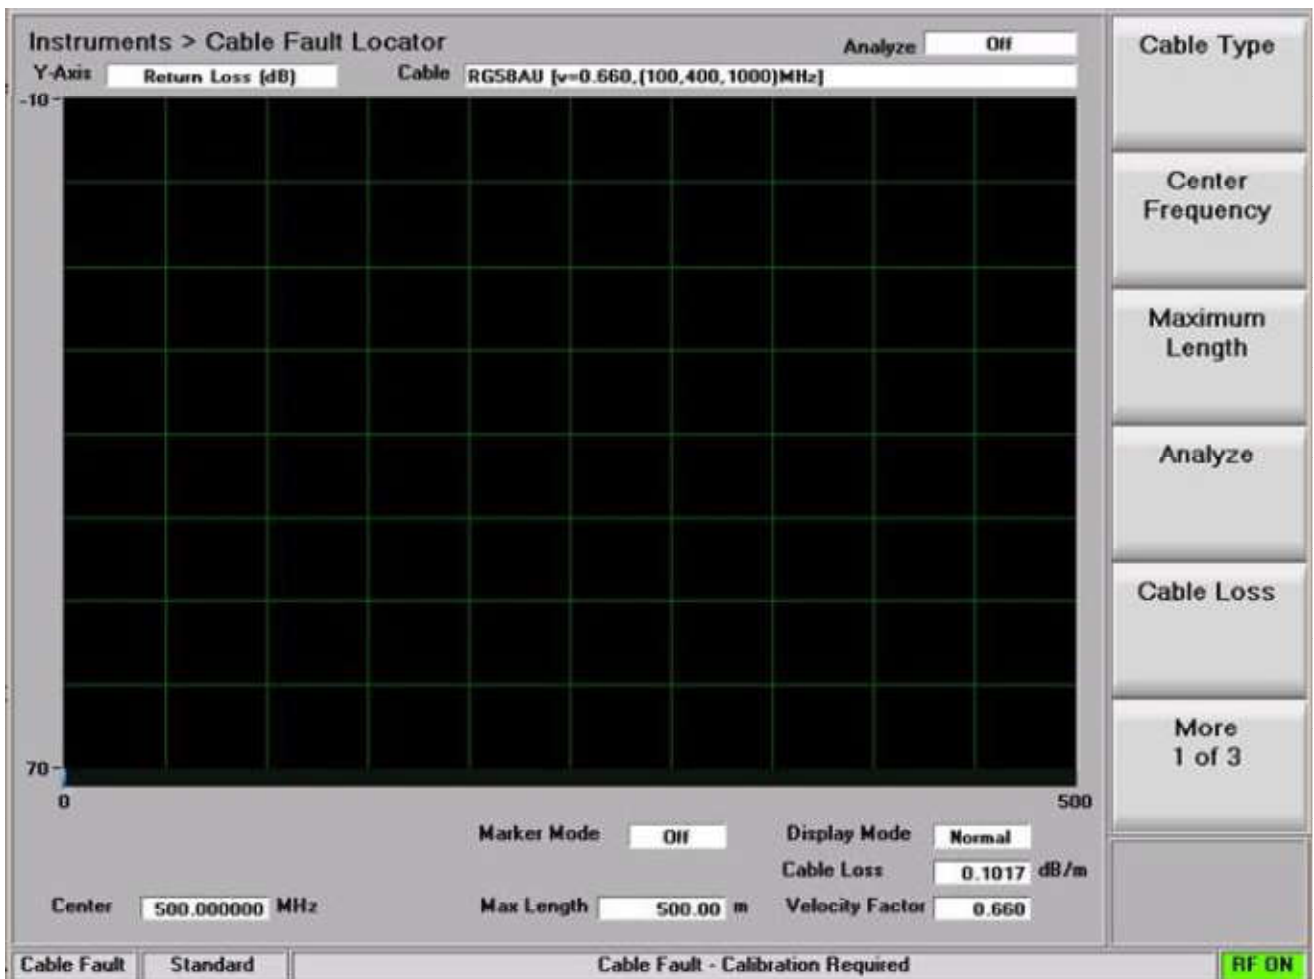 Instruments > Cable Fault Locator
Analyze Off
Y-Axis Return Loss (dB) Cable RG58AU [v=0.660,(100,400,1000)MHz]
-10
70
0 500
Marker Mode Off Display Mode Normal
Cable Loss 0.1017 dB/m
Center 500.000000 MHz Max Length 500.00 m Velocity Factor 0.660
Cable Fault Standard Cable Fault - Calibration Required RF ON
Cable Type
Center
Frequency
Maximum
Length
Analyze
Cable Loss
More
1 of 3